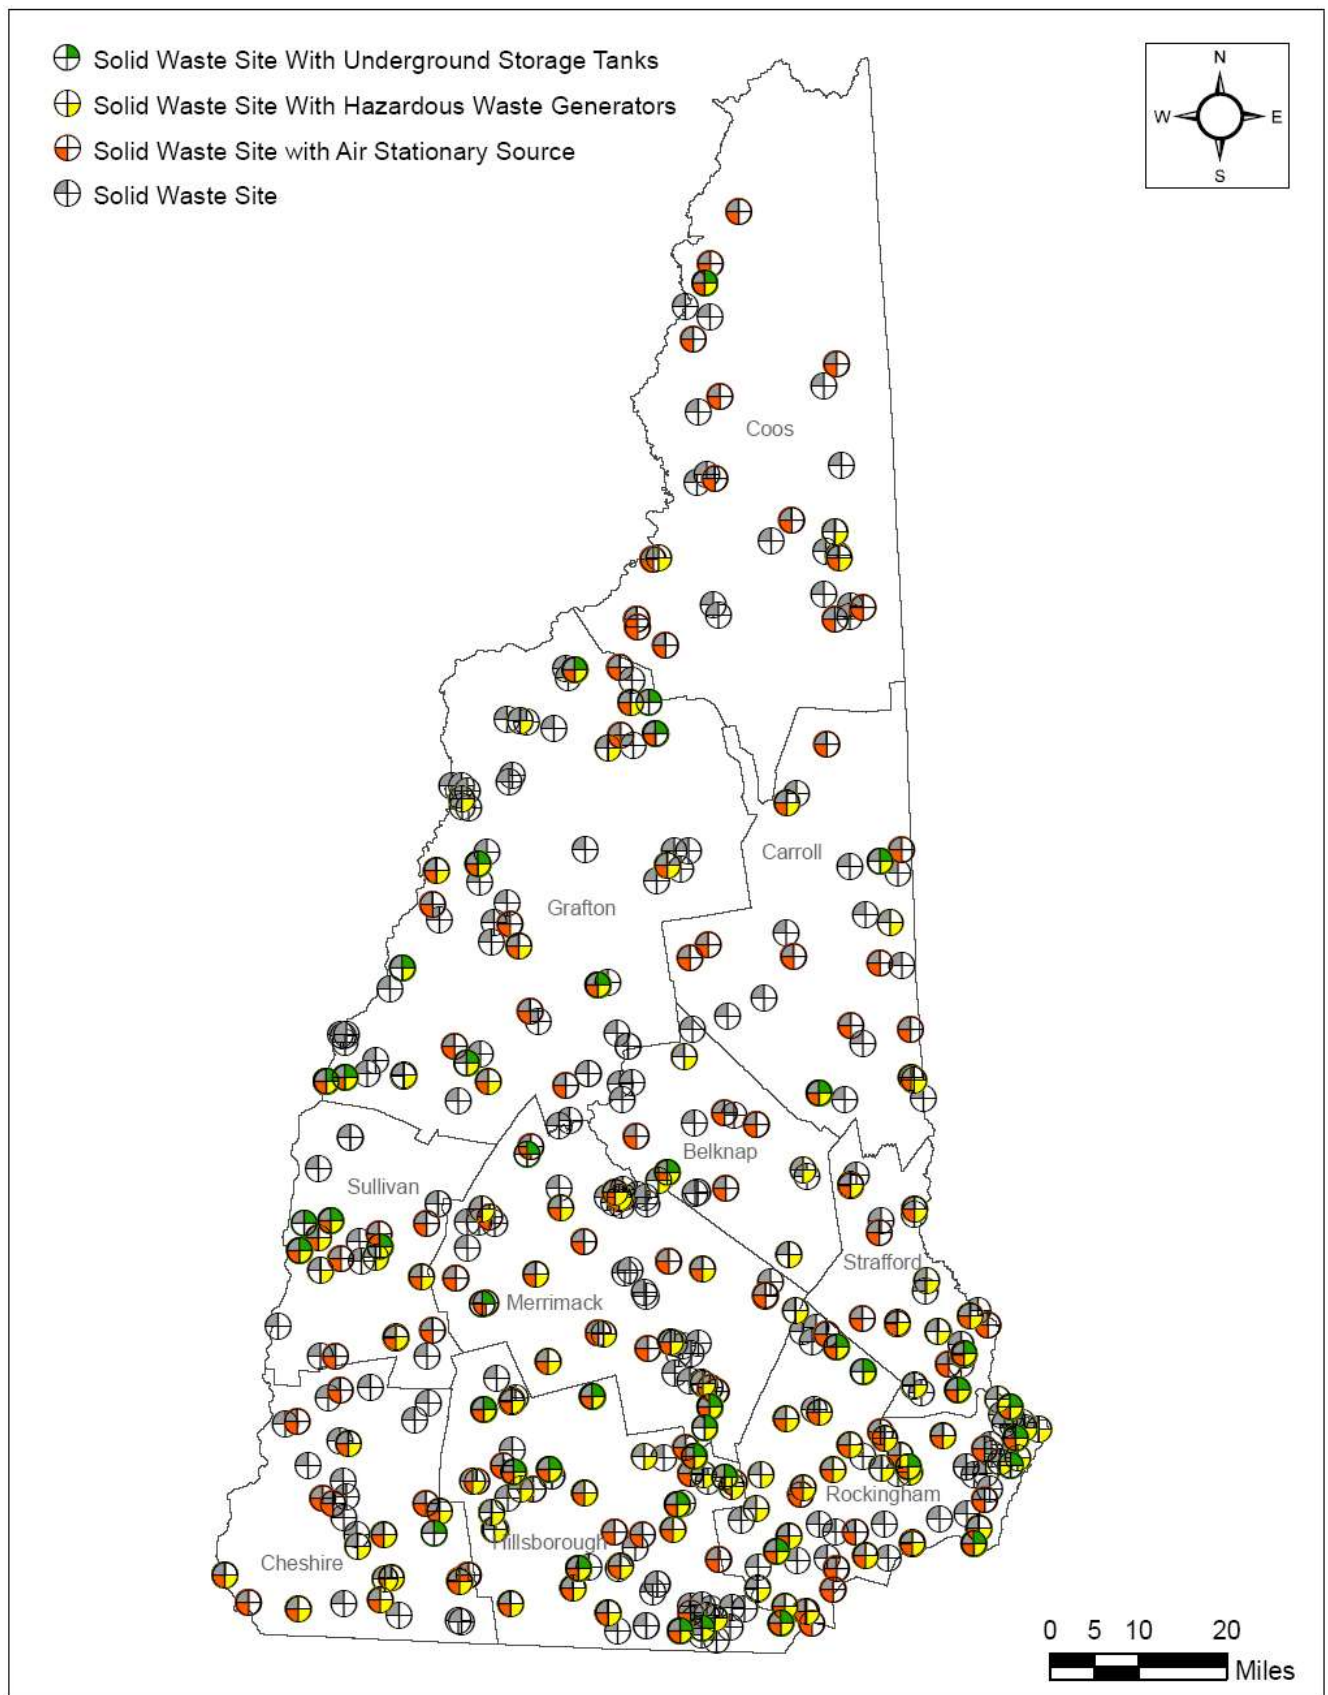 Solid Waste Site With Underground Storage Tanks
Solid Waste Site With Hazardous Waste Generators
Solid Waste Site with Air Stationary Source
Solid Waste Site
N
W E
S
Coos
Carroll
Grafton
Belknap
Sullivan
Strafford
Merrimack
Rockingham
Hillsborough
Cheshire
0 5 10 20
Miles